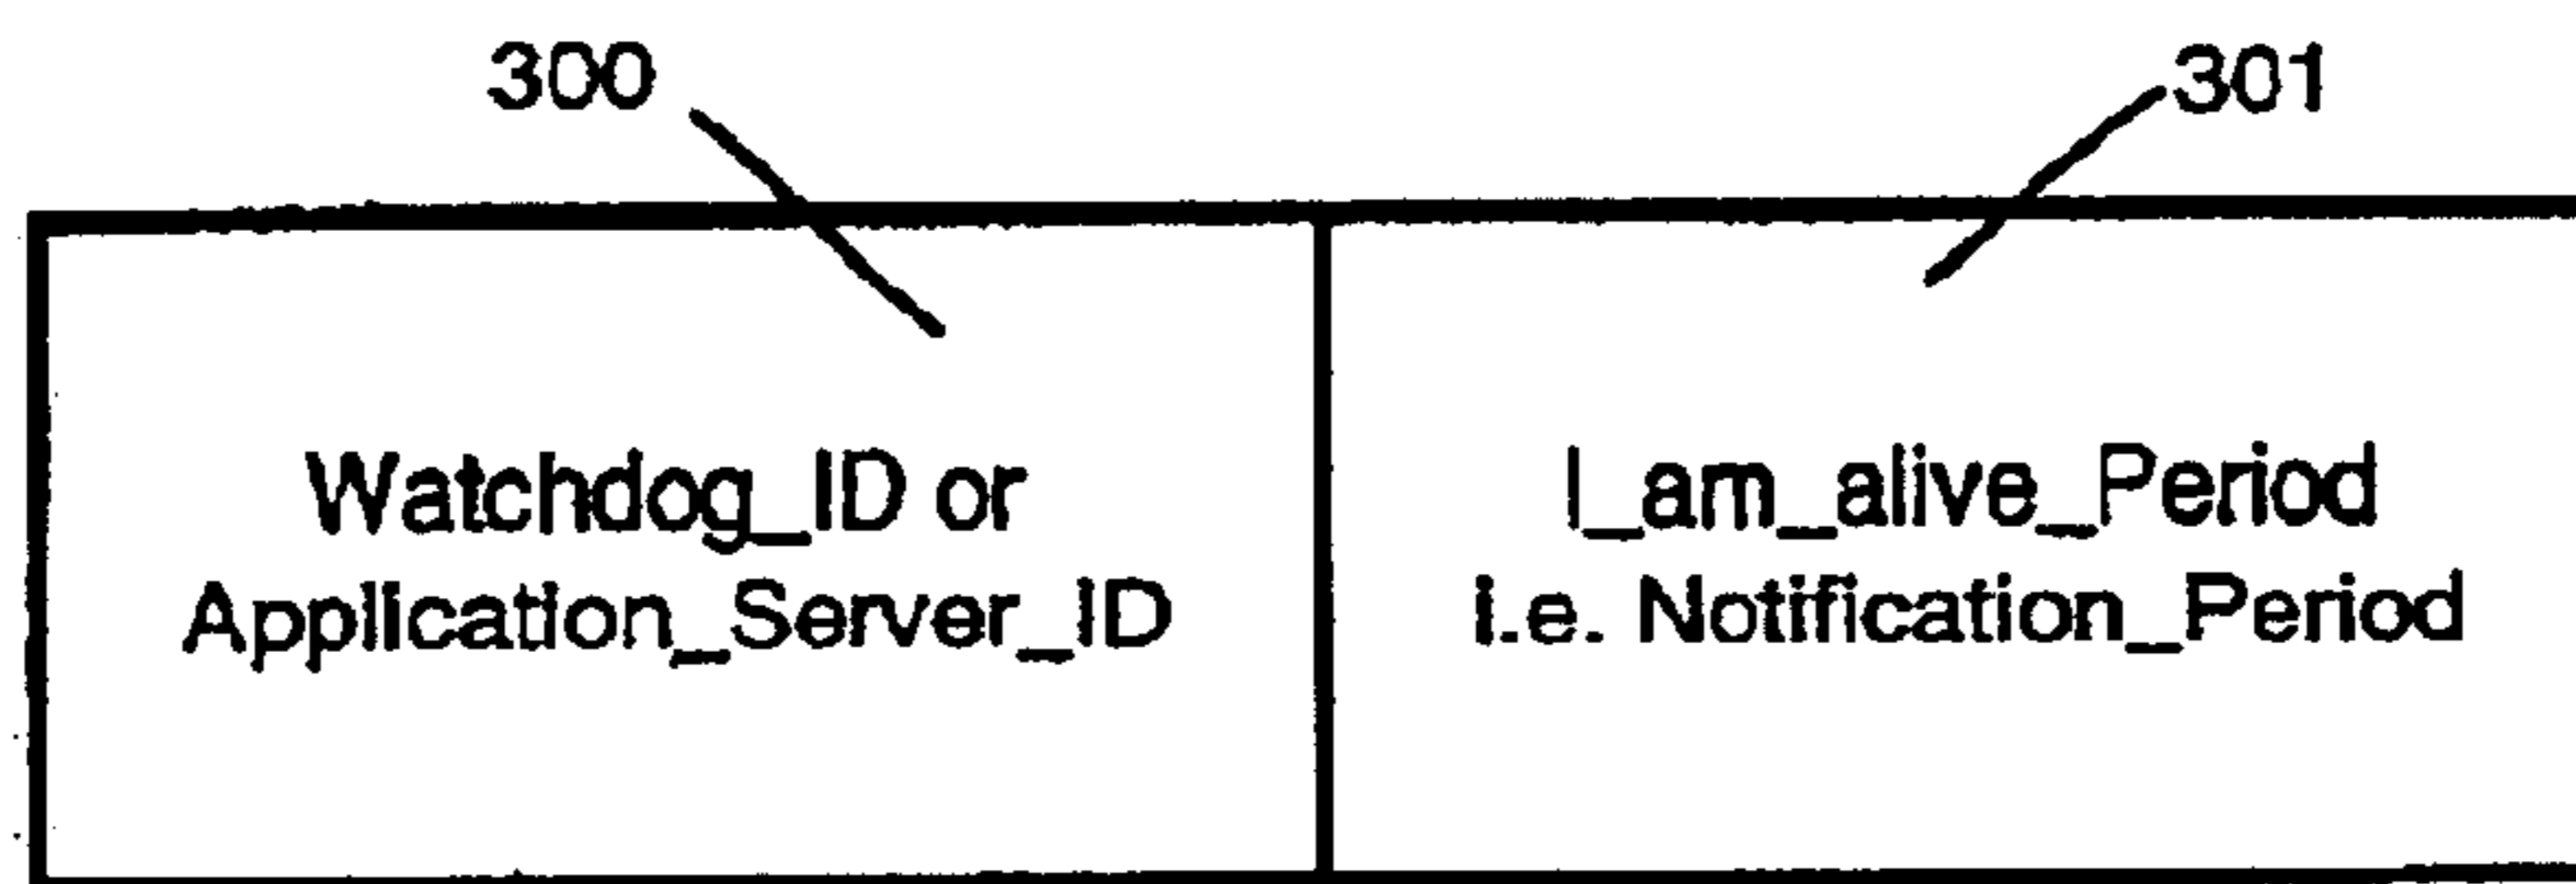 300
301
Watchdog_ID or
Application_Server_ID
I_am_alive_Period
i.e. Notification_Period